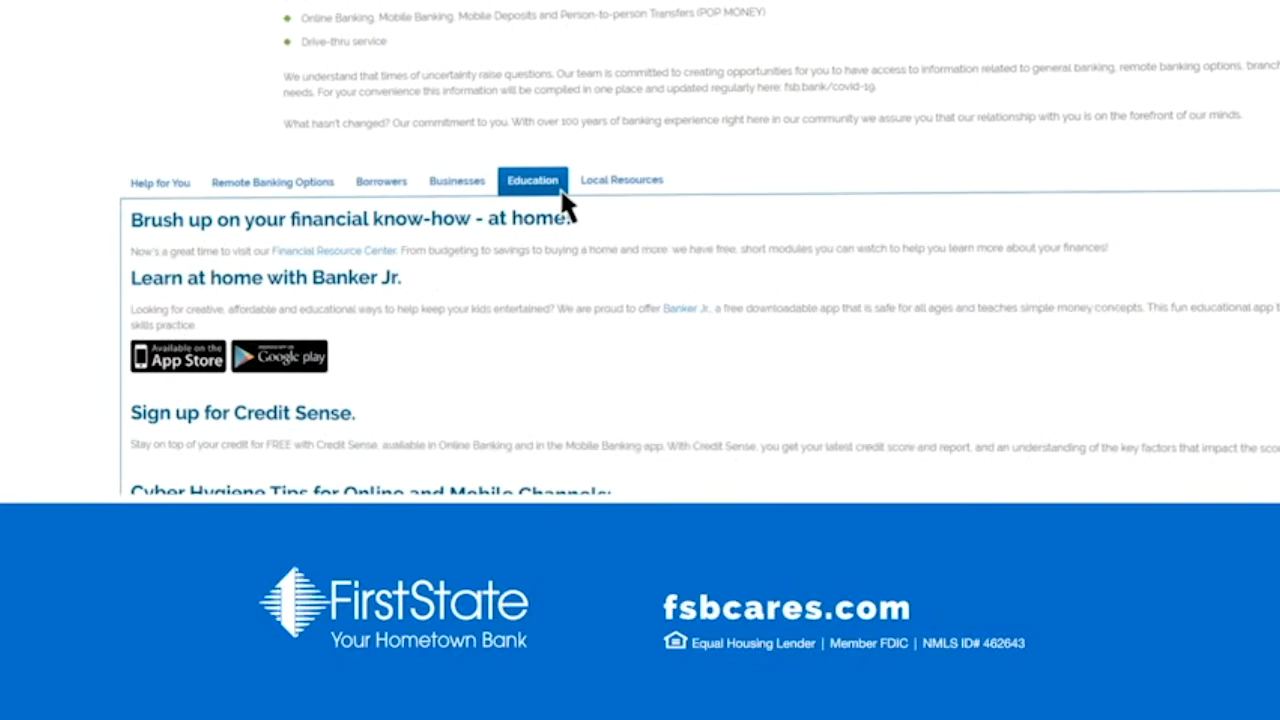 Online Banking, Mobile Banking, Mobile Deposits and Person-to-person Transfers (POP MONEY)
Drive-thru service
We understand that times of uncertainty raise questions. Our team is committed to creating opportunities for you to have access to information related to general banking, remote banking options, branch
needs. For your convenience this information will be compiled in one place and updated regularly here: fsb.bank/covid-19.
What hasn't changed? Our commitment to you. With over 100 years of banking experience right here in our community we assure you that our relationship with you is on the forefront of our minds.
Help for You Remote Banking Options Borrowers Businesses Education Local Resources
Brush up on your financial know-how - at home.
Now's a great time to visit our Financial Resource Center. From budgeting to savings to buying a home and more, we have free, short modules you can watch to help you learn more about your finances!
Learn at home with Banker Jr.
Looking for creative, affordable and educational ways to help keep your kids entertained? We are proud to offer Banker Jr., a free downloadable app that is safe for all ages and teaches simple money concepts. This fun educational app
skills practice.
Available on the
App Store
Google play
Sign up for Credit Sense.
Stay on top of your credit for FREE with Credit Sense, available in Online Banking and in the Mobile Banking app. With Credit Sense, you get your latest credit score and report, and an understanding of the key factors that impact the
Cyber Hygiene Tips for Online and Mobile Channels:
FirstState
Your Hometown Bank
fsbcares.com
Equal Housing Lender | Member FDIC | NMLS ID# 462643